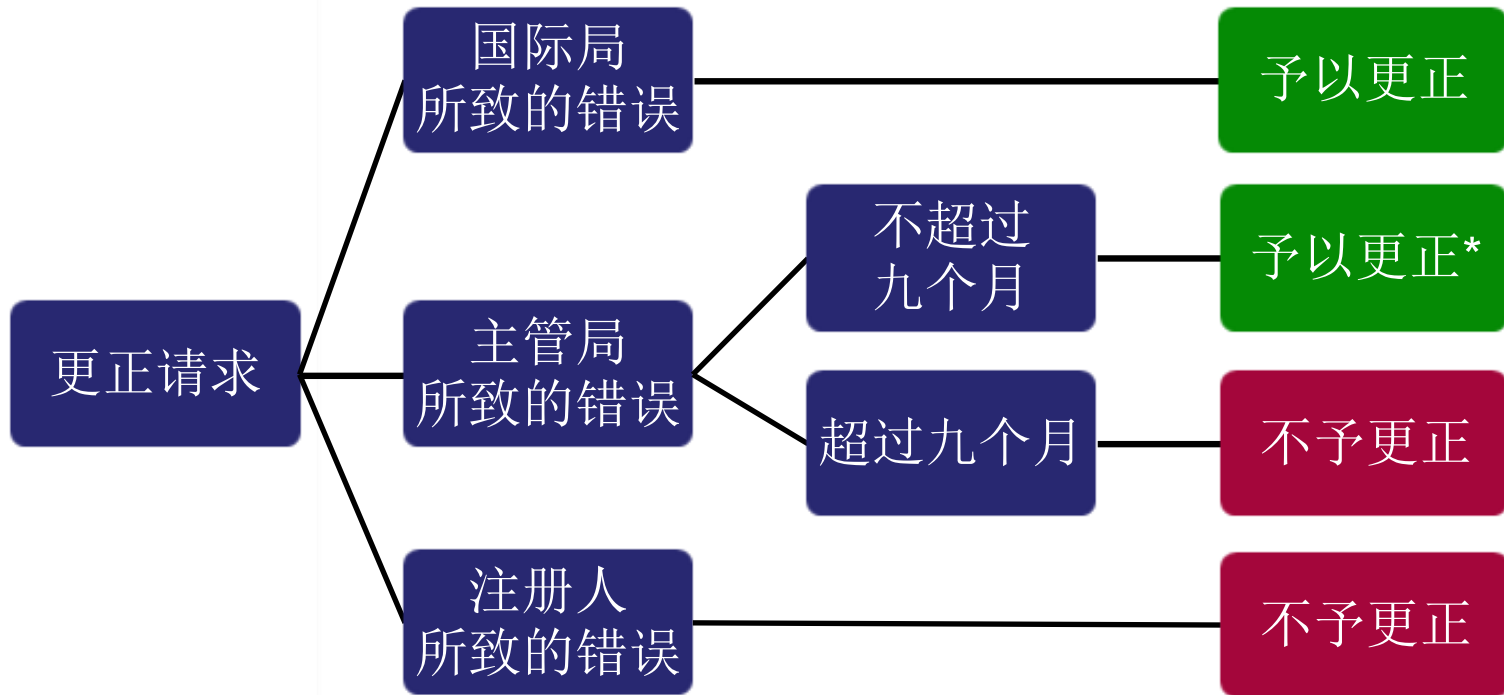 更正请求
国际局
所致的错误
予以更正
主管局
所致的错误
不超过
九个月
予以更正*
超过九个月
不予更正
注册人
所致的错误
不予更正